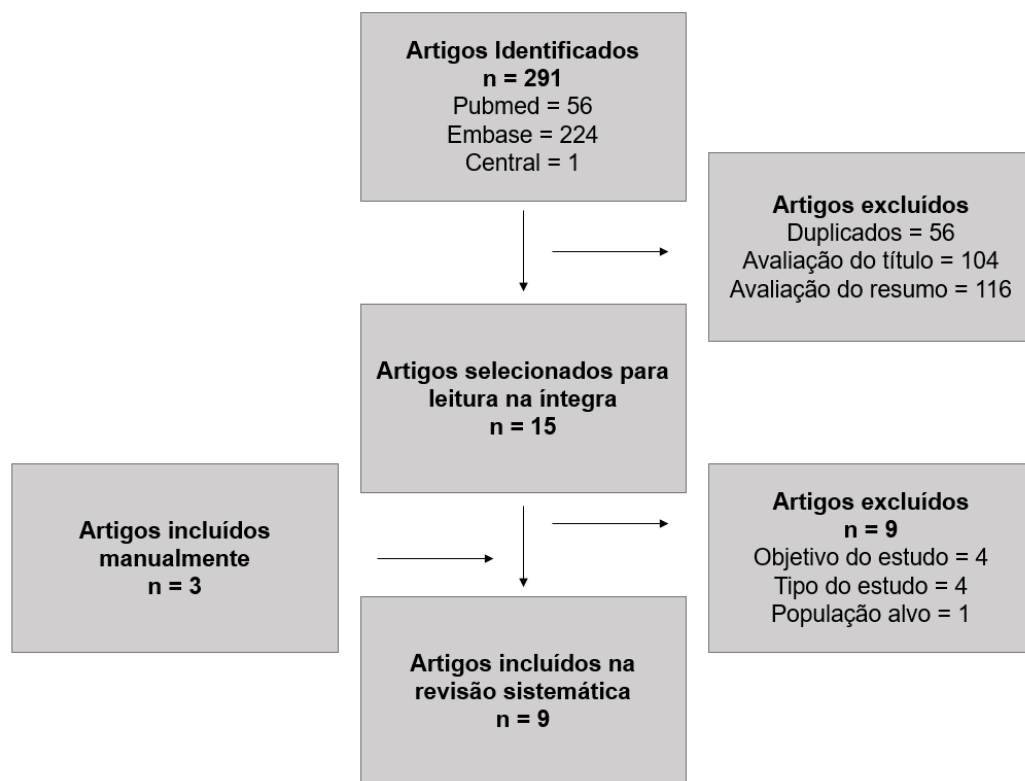 Artigos Identificados
n = 291
Pubmed = 56
Embase = 224
Central = 1
Artigos excluídos
Duplicados = 56
Avaliação do título = 104
Avaliação do resumo = 116
Artigos selecionados para
leitura na íntegra
n = 15
Artigos incluídos
manualmente
n = 3
Artigos excluídos
n = 9
Objetivo do estudo = 4
Tipo do estudo = 4
População alvo = 1
Artigos incluídos na
revisão sistemática
n = 9